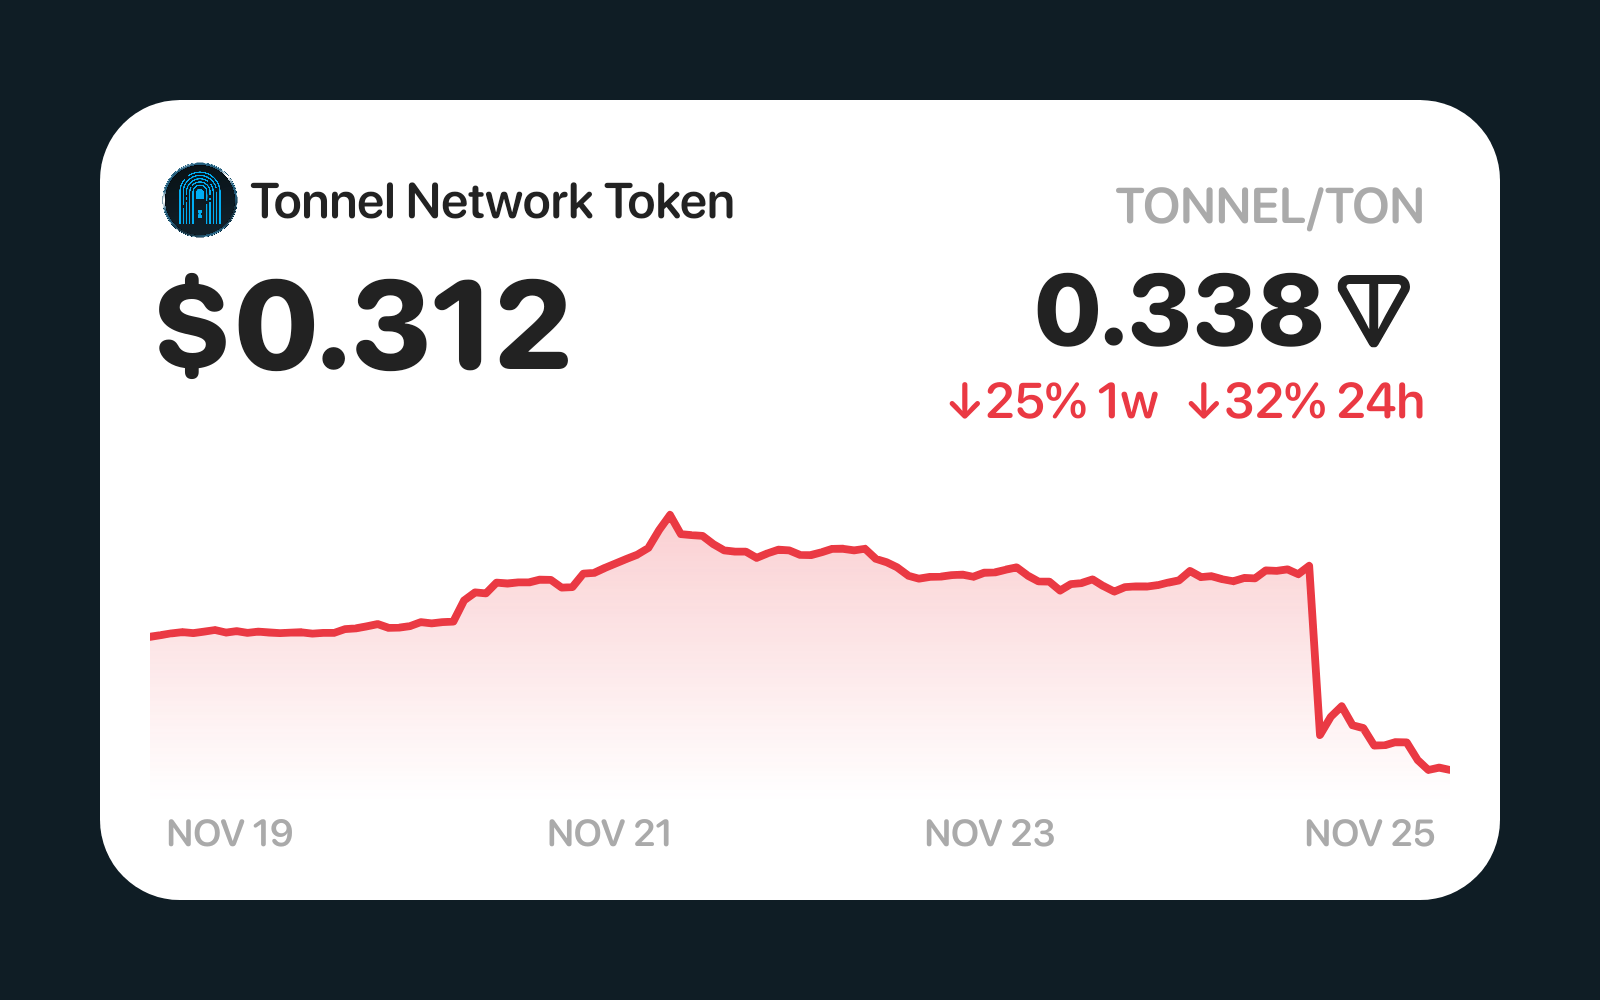 Tonnel Network Token
TONNEL/TON
$0.312
0.338
↓25% 1w ↓32% 24h
NOV 19 NOV 21 NOV 23 NOV 25